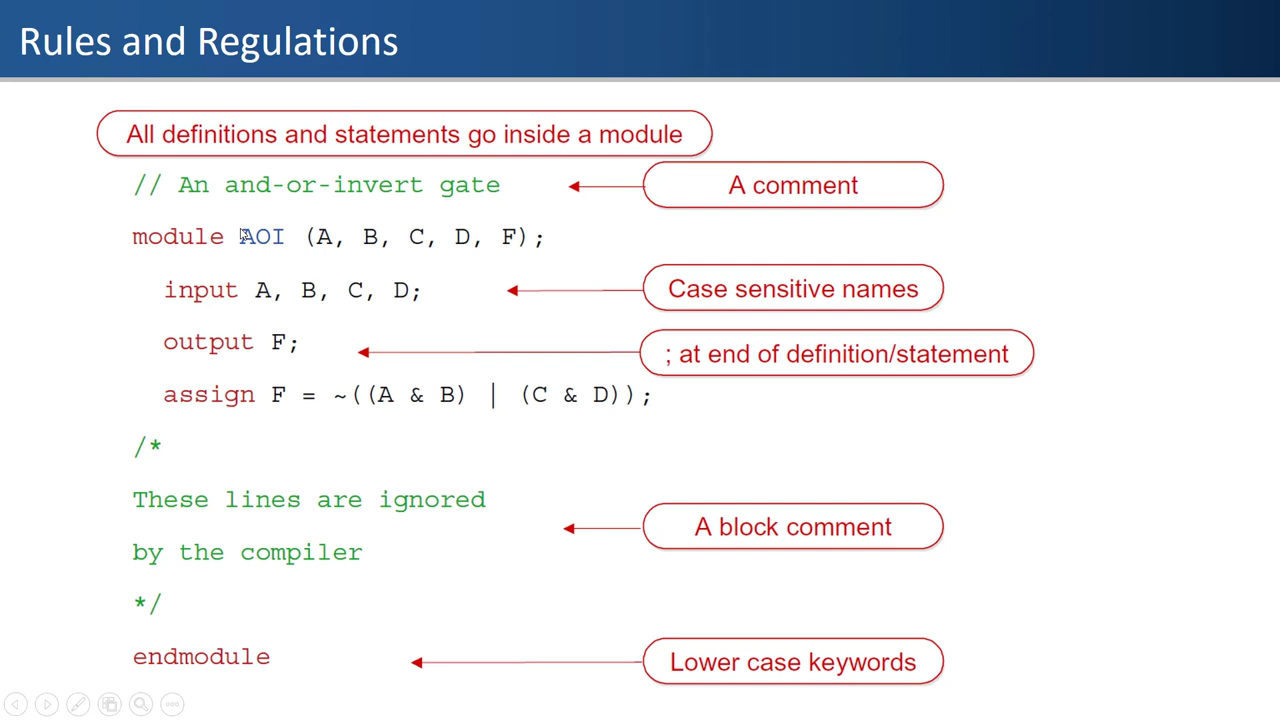 Rules and Regulations
All definitions and statements go inside a module
// An and-or-invert gate
A comment
module AOI (A, B, C, D, F);
input A, B, C, D;
Case sensitive names
output F;
; at end of definition/statement
assign F = ~((A & B) | (C & D));
/*
These lines are ignored
A block comment
by the compiler
*/
endmodule
Lower case keywords